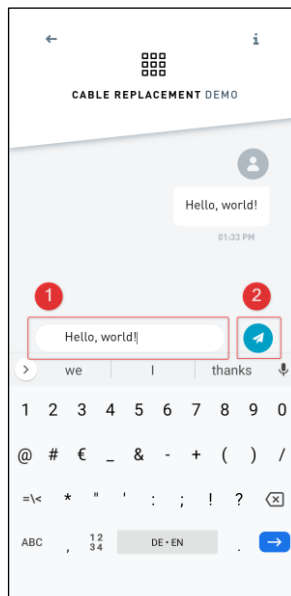 i
CABLE REPLACEMENT DEMO
Hello, world!
01:33 PM
1 2
Hello, world!
we I thanks
1 2 3 4 5 6 7 8 9 0
@ # € _ & - + ( ) /
=\< * " ' : ; ! ? 
ABC , 12 34 DE • EN .